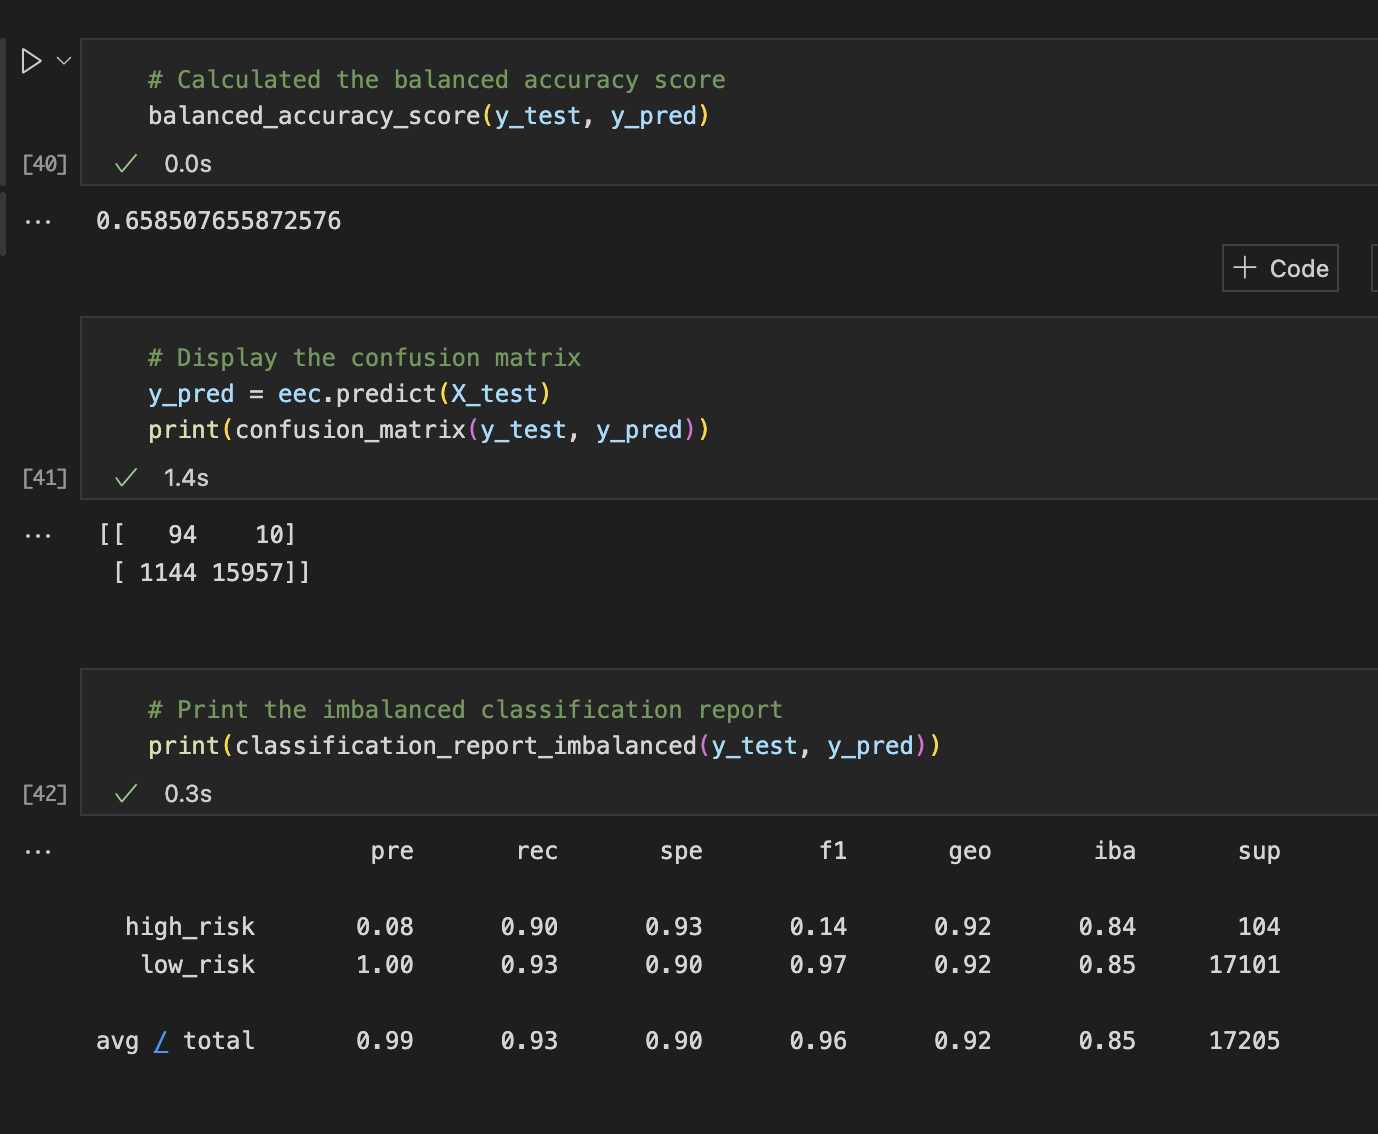 # Calculated the balanced accuracy score
balanced_accuracy_score(y_test, y_pred)
[40] 0.0s
... 0.658507655872576
+ Code
# Display the confusion matrix
y_pred = eec.predict(X_test)
print(confusion_matrix(y_test, y_pred))
[41] 1.4s
... [[   94    10]
 [ 1144 15957]]
# Print the imbalanced classification report
print(classification_report_imbalanced(y_test, y_pred))
[42] 0.3s
... pre rec spe f1 geo iba sup
high_risk 0.08 0.90 0.93 0.14 0.92 0.84 104
low_risk 1.00 0.93 0.90 0.97 0.92 0.85 17101
avg / total 0.99 0.93 0.90 0.96 0.92 0.85 17205